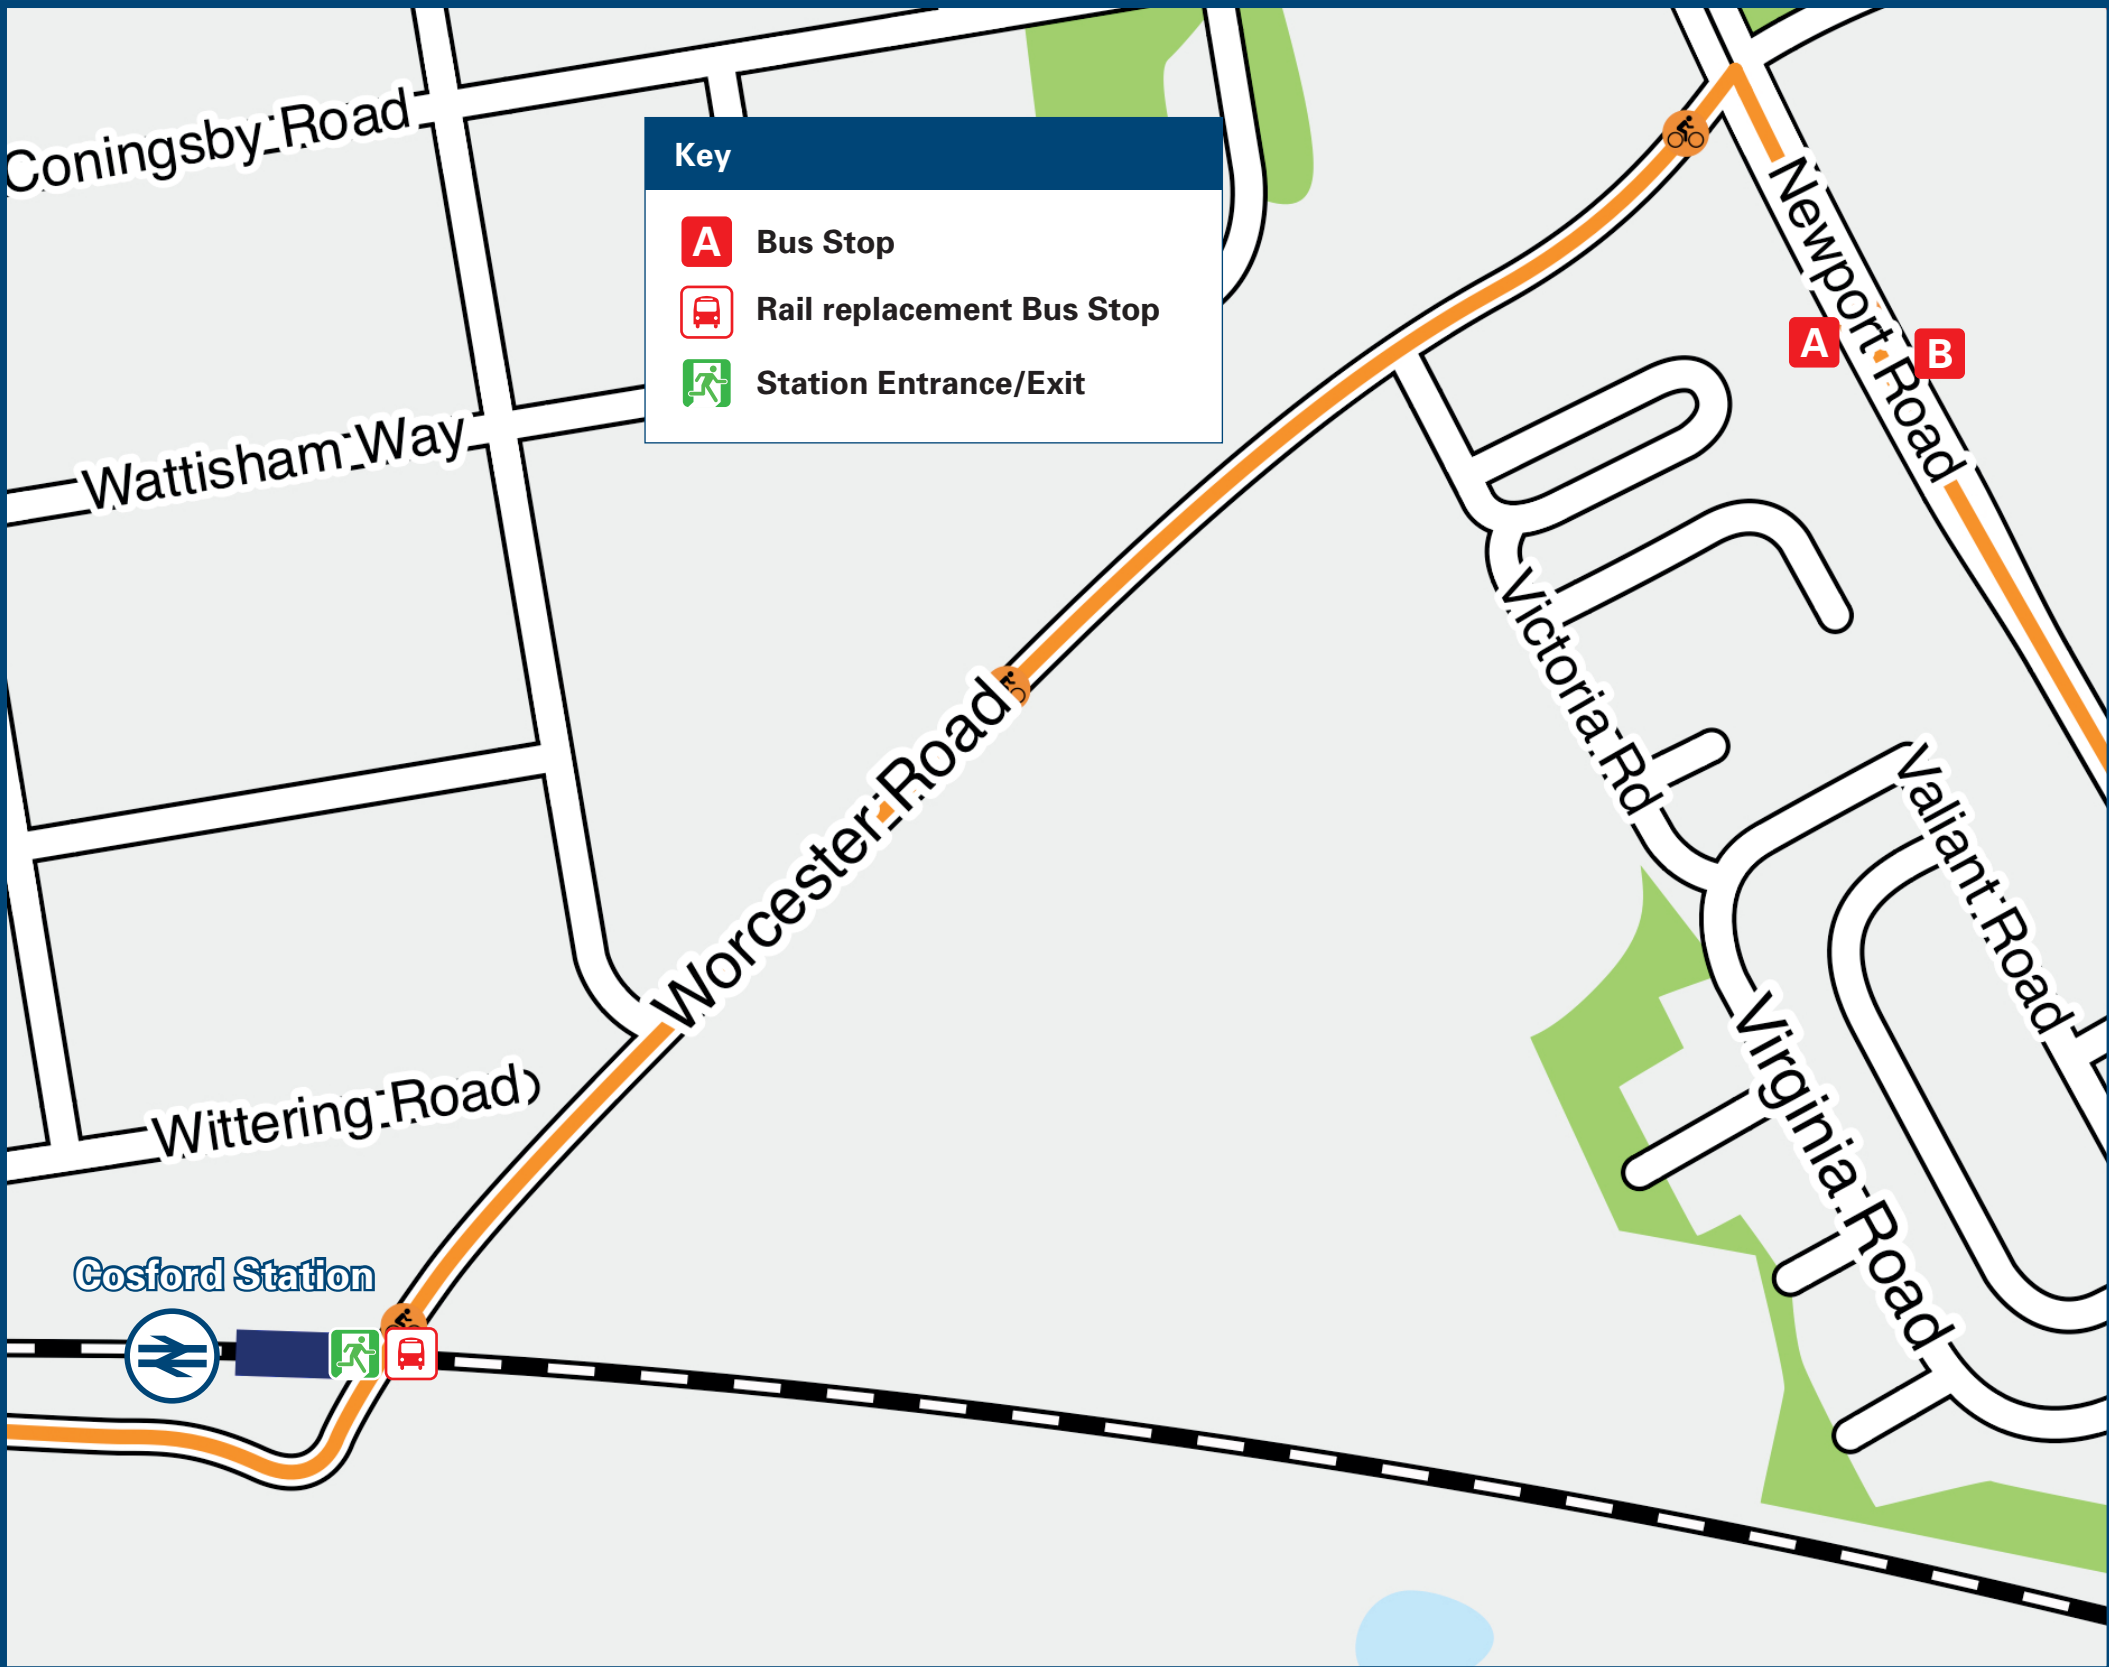 Coningsby Road
Key
A Bus Stop
Rail replacement Bus Stop
Station Entrance/Exit
Newport Road
A
B
Wattisham Way
Victoria Rd
Worcester Road
Valiant Road
Virginia Road
Wittering Road
Cosford Station